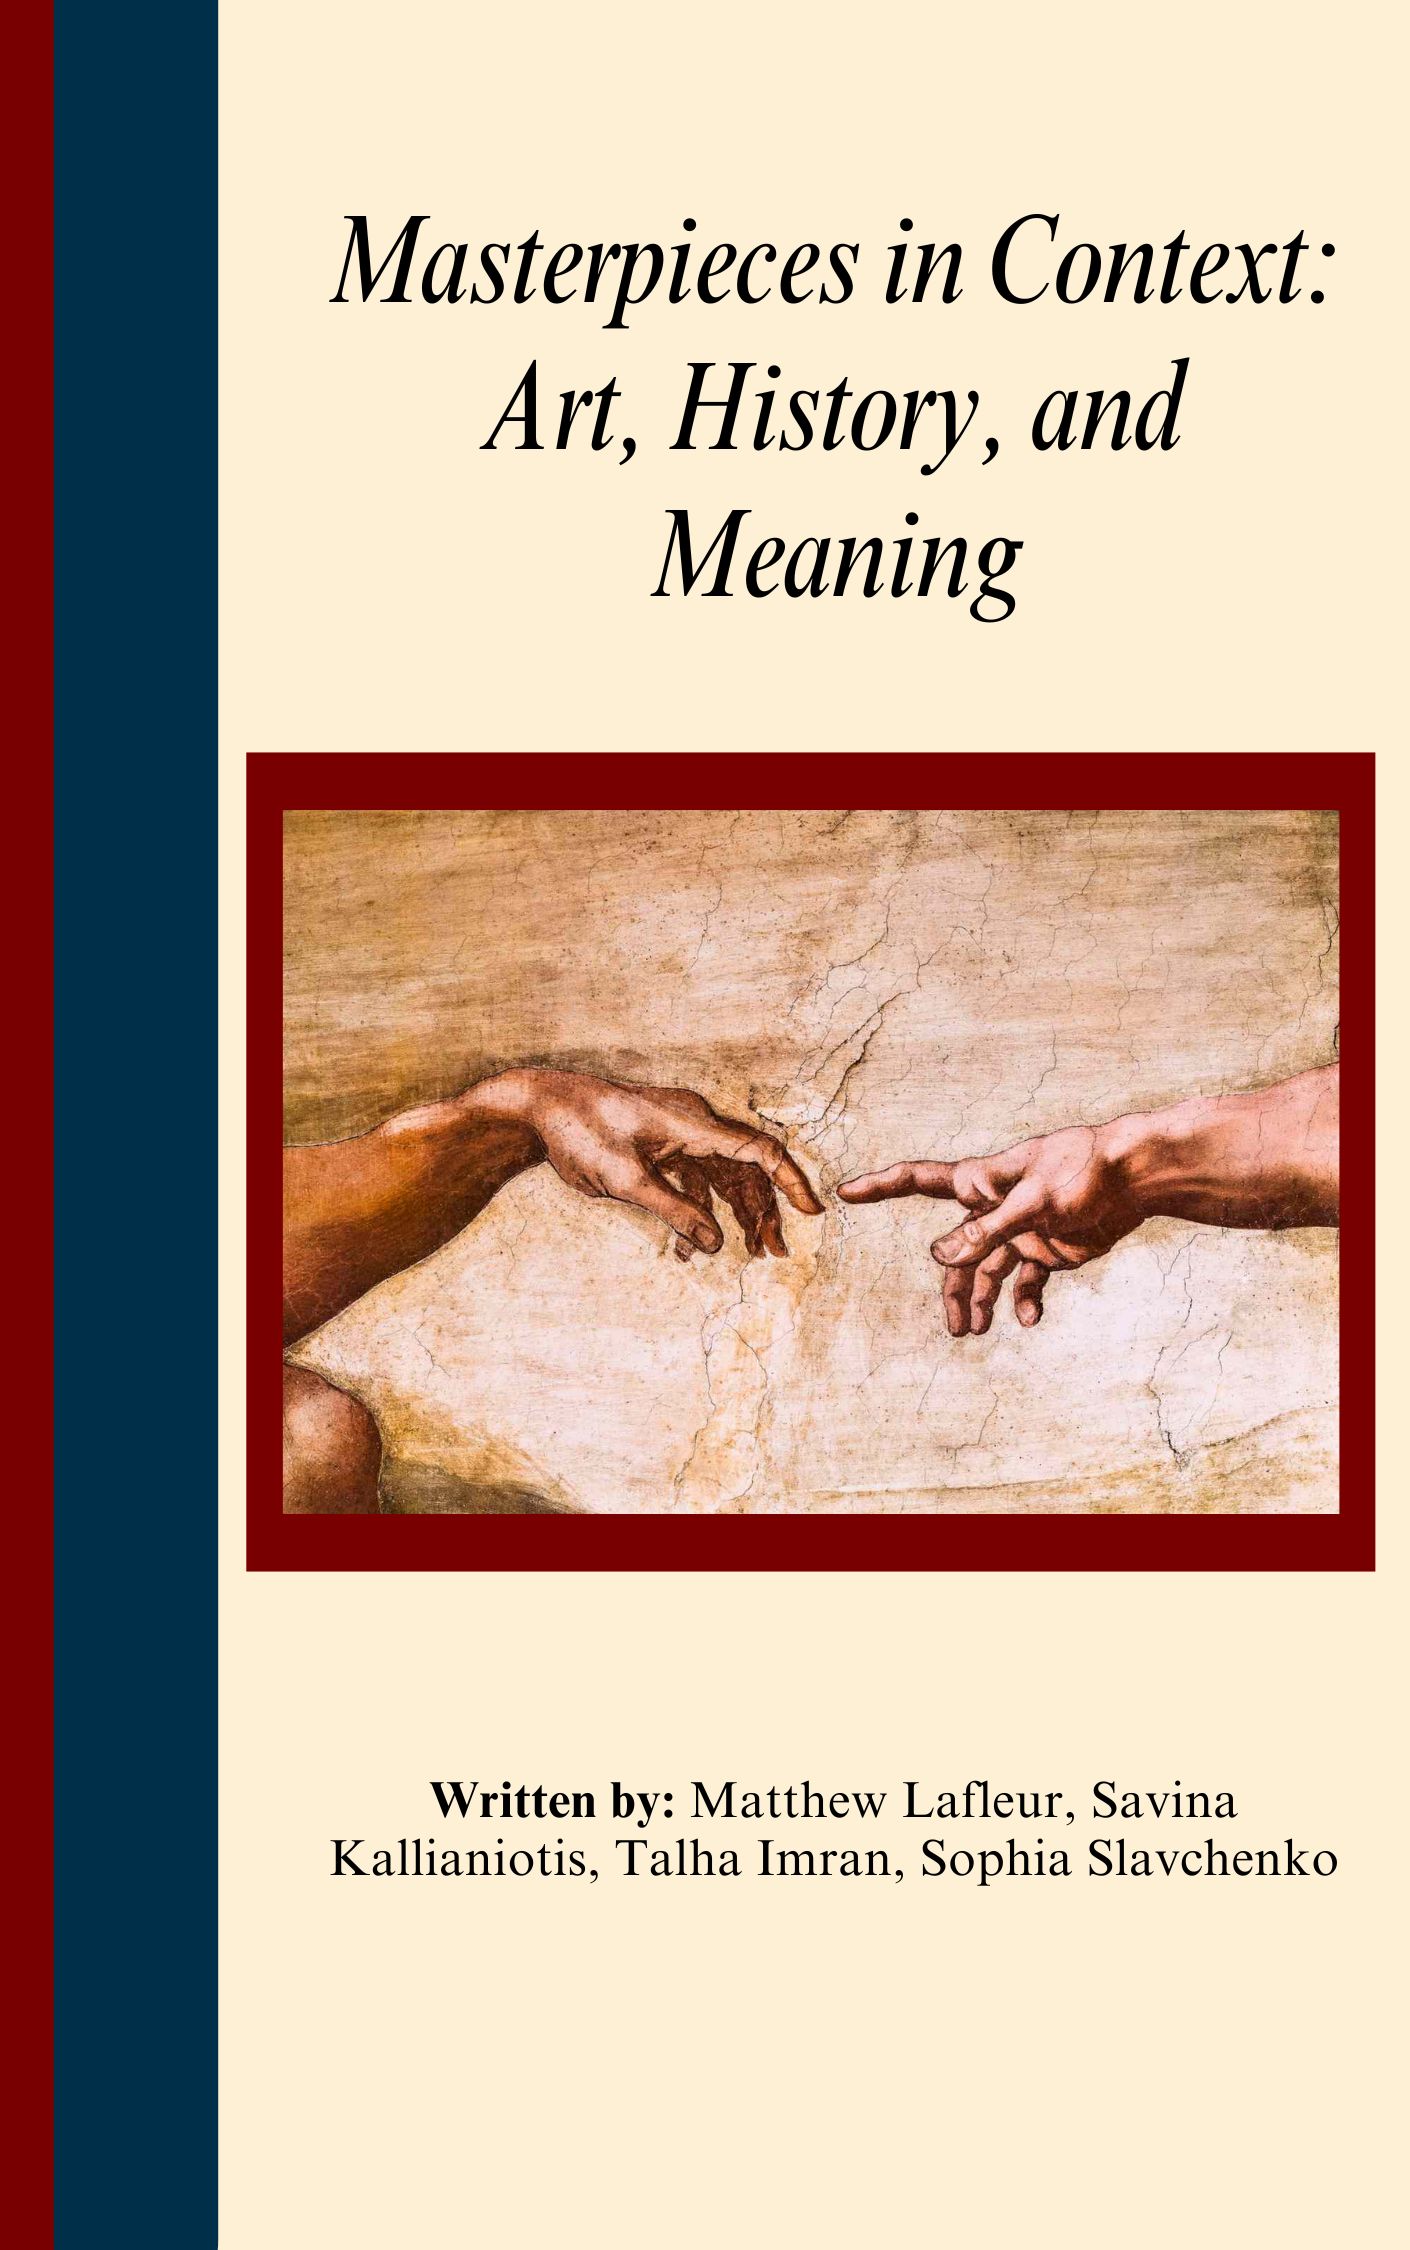 Masterpieces in Context:
Art, History, and
Meaning
Written by: Matthew Lafleur, Savina
Kallianiotis, Talha Imran, Sophia Slavchenko